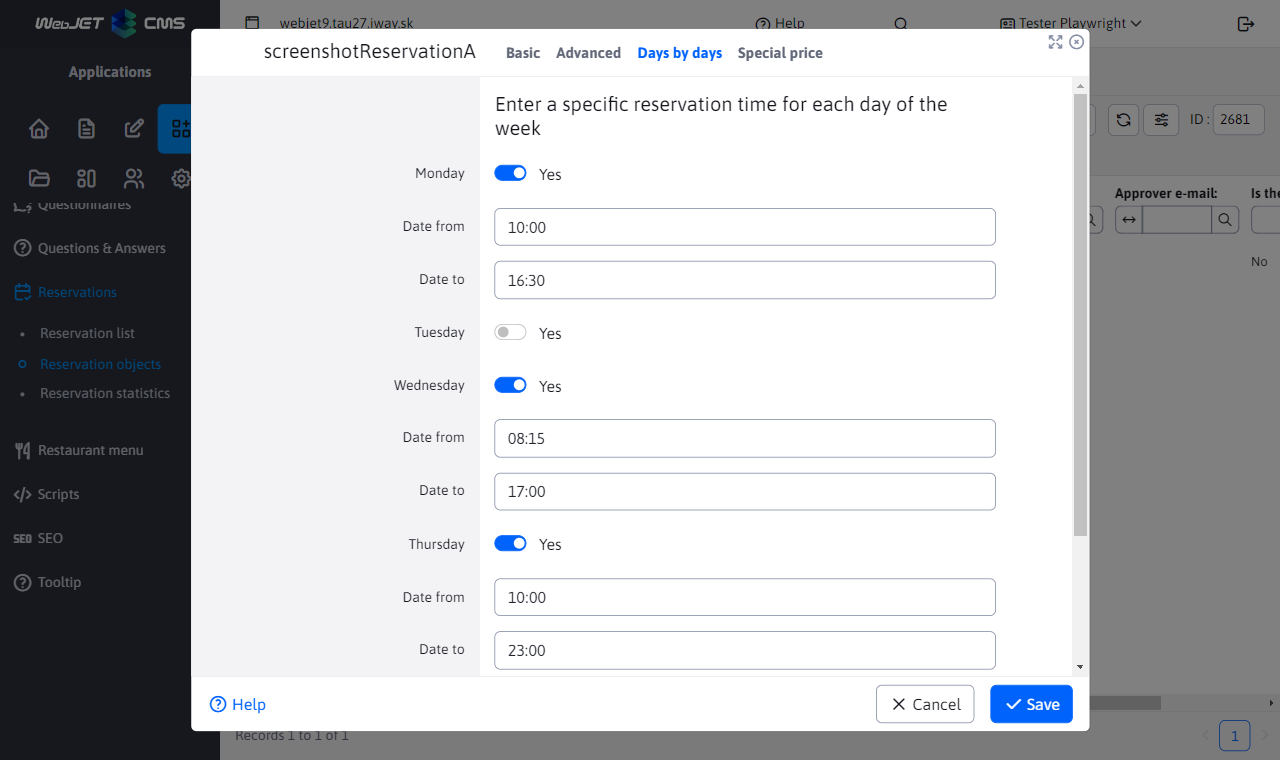 WebJET CMS
webjet9.tau27.iway.sk
Help
Tester Playwright
Applications
screenshotReservationA
Basic
Advanced
Days by days
Special price
Enter a specific reservation time for each day of the week
Monday
Yes
Date from
10:00
Date to
16:30
Tuesday
Yes
Wednesday
Yes
Date from
08:15
Date to
17:00
Thursday
Yes
Date from
10:00
Date to
23:00
Help
Cancel
Save
Questionnaires
Questions & Answers
Reservations
Reservation list
Reservation objects
Reservation statistics
Restaurant menu
Scripts
SEO SEO
Tooltip
ID :
2681
Approver e-mail:
Is the
No
Records 1 to 1 of 1
1